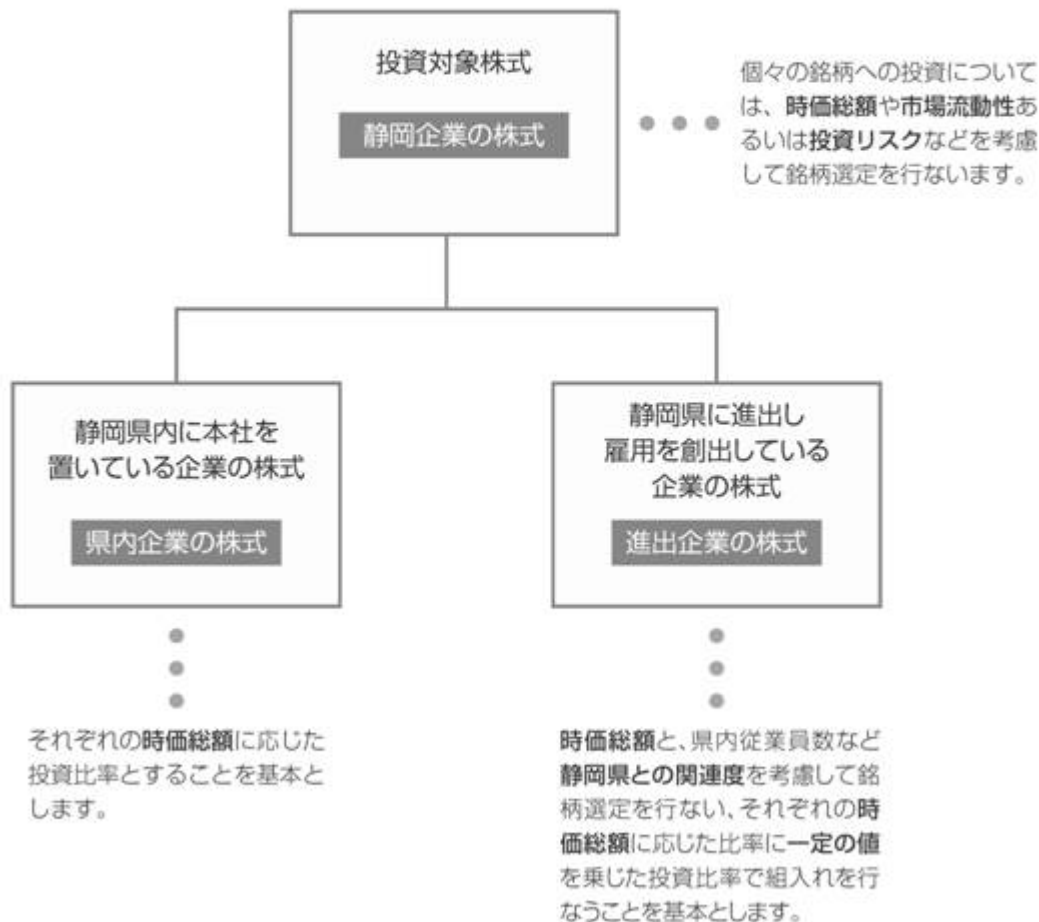 投資対象株式
静岡企業の株式
個々の銘柄への投資について
は、時価総額や市場流動性あ
るいは投資リスクなどを考慮
して銘柄選定を行ないます。
静岡県内に本社を
置いている企業の株式
県内企業の株式
それぞれの時価総額に応じた
投資比率とすることを基本と
します。
静岡県に進出し
雇用を創出している
企業の株式
進出企業の株式
時価総額と、県内従業員数など
静岡県との関連度を考慮して銘
柄選定を行ない、それぞれの時
価総額に応じた比率に一定の値
を乗じた投資比率で組入れを行
なうことを基本とします。